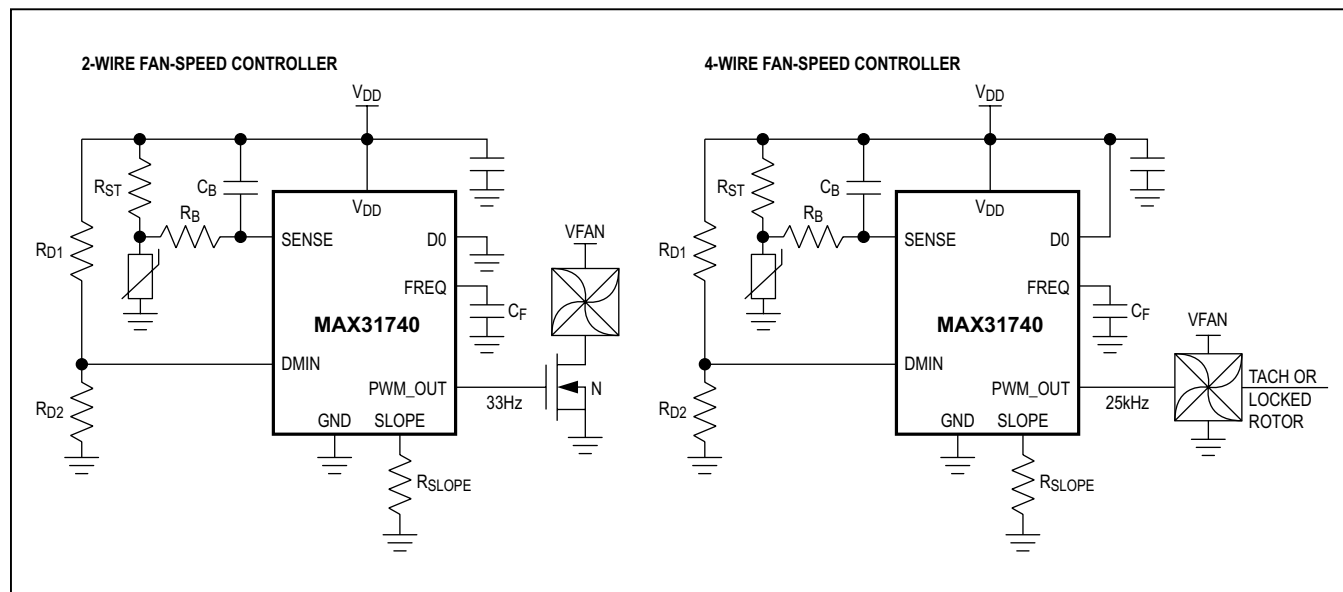 2-WIRE FAN-SPEED CONTROLLER
VDD
RST
CB
RB
RD1
VDD
SENSE
D0
FREQ
CF
VFAN
MAX31740
DMIN
PWM_OUT
33Hz
N
RD2
GND
SLOPE
RSLOPE
4-WIRE FAN-SPEED CONTROLLER
VDD
RST
CB
RB
RD1
VDD
SENSE
D0
FREQ
CF
VFAN
MAX31740
DMIN
PWM_OUT
25kHz
TACH OR
LOCKED
ROTOR
RD2
GND
SLOPE
RSLOPE